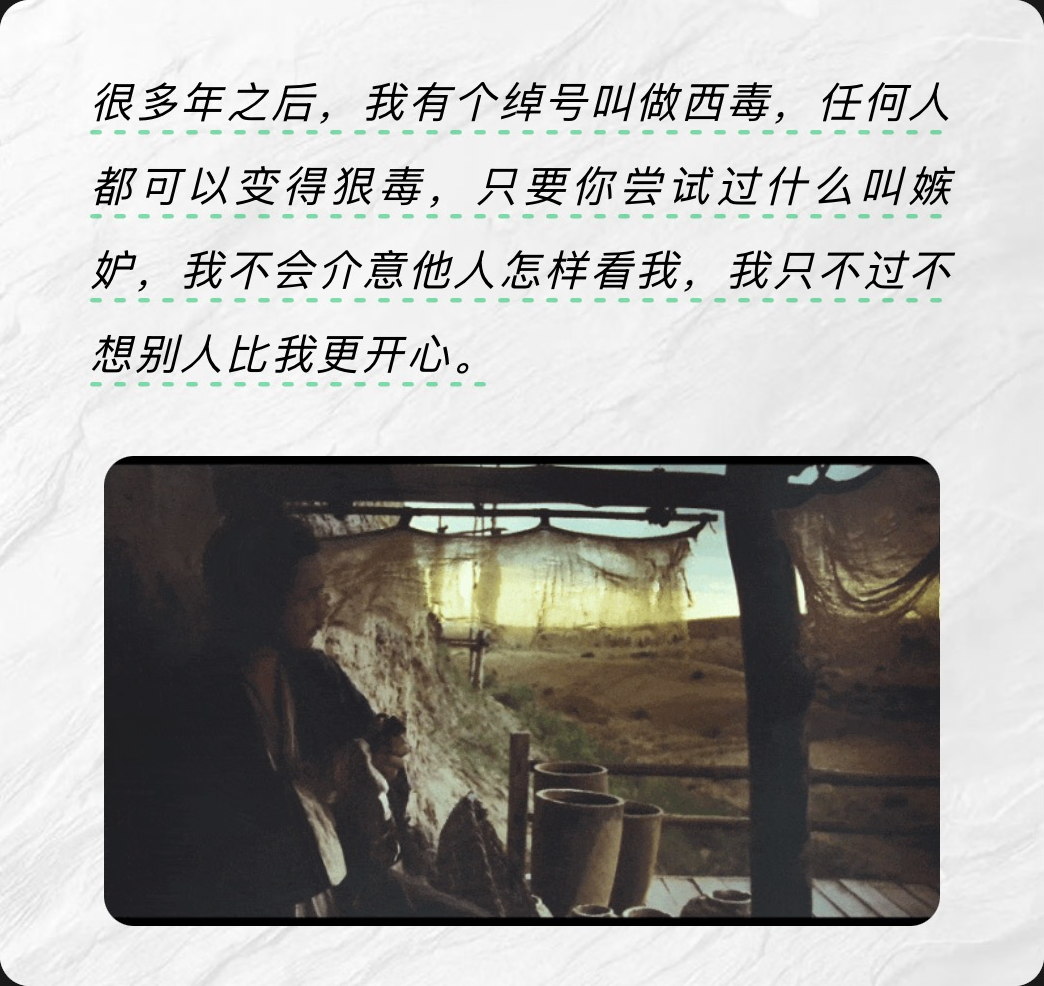 很多年之后，我有个绰号叫做西毒，任何人
都可以变得狠毒，只要你尝试过什么叫嫉
妒，我不会介意他人怎样看我，我只不过不
想别人比我更开心。